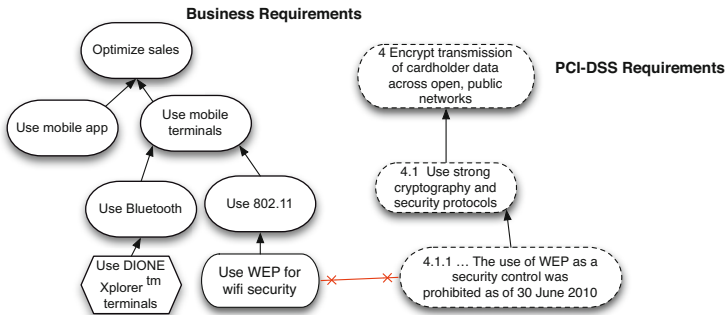 Business Requirements
Optimize sales
Use mobile app
Use mobile
terminals
Use Bluetooth
Use 802.11
Use DIONE
Xplorer tm
terminals
Use WEP for
wifi security
PCI-DSS Requirements
4 Encrypt transmission
of cardholder data
across open, public
networks
4.1 Use strong
cryptography and
security protocols
4.1.1 ... The use of WEP as a
security control was
prohibited as of 30 June 2010